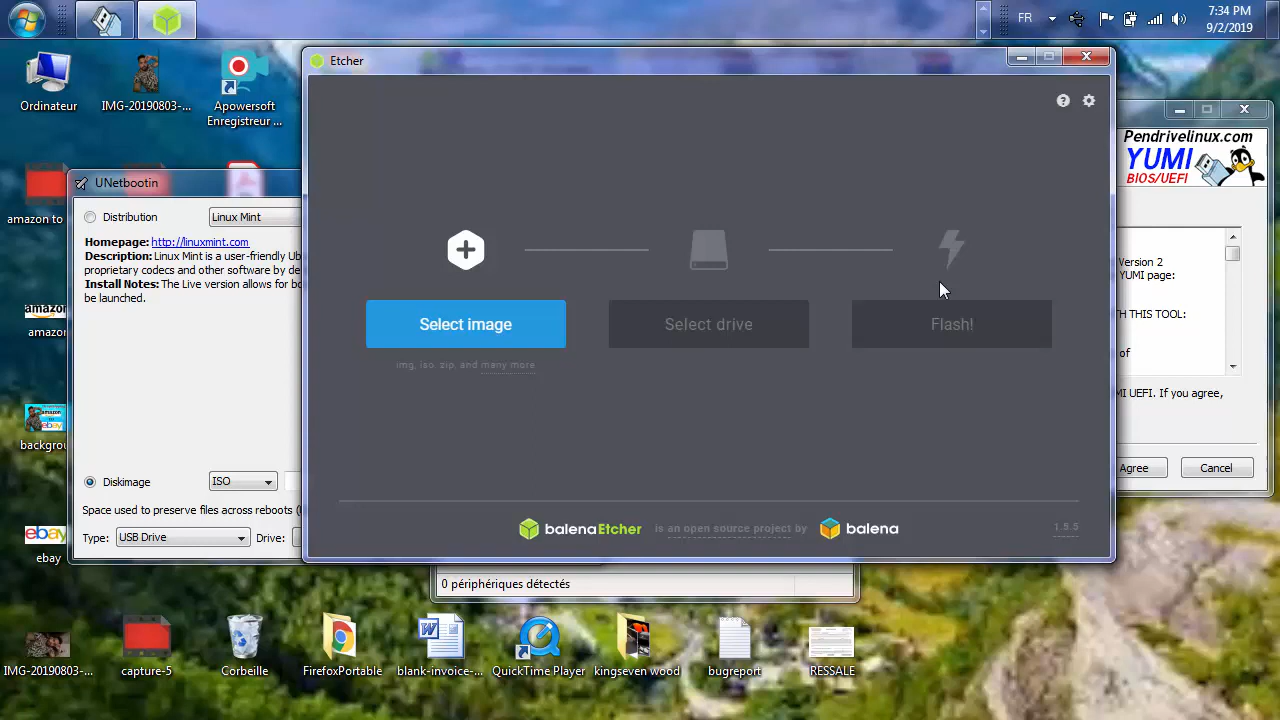 FR
7:34 PM
9/2/2019
Ordinateur
IMG-20190803-...
Apowersoft
Enregistreur ...
Etcher
Select image
Select drive
Flash!
img, iso, zip, and many more
balenaEtcher is an open source project by balena
1.5.5
UNetbootin
Distribution
Linux Mint
Homepage: http://linuxmint.com
Description: Linux Mint is a user-friendly
proprietary codecs and other software by
Install Notes: The Live version allows for
be launched.
Diskimage
ISO
Space used to preserve files across reboots
Type:
USB Drive
Drive:
Pendrivelinux.com
YUMI
BIOS/UEFI
Version 2
YUMI page:
TH THIS TOOL:
of
MI UEFI. If you agree,
Agree
Cancel
0 périphériques détectés
amazon to
amazon
amazo
backgrou
ebay
ebay
IMG-20190803-...
capture-5
Corbeille
FirefoxPortable
blank-invoice-...
QuickTime Player
kingseven wood
bugreport
RESSALE